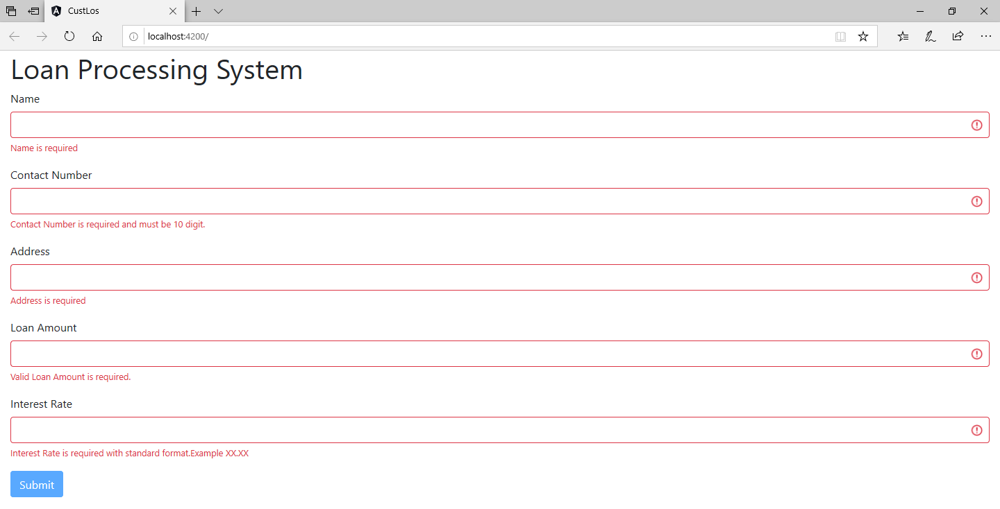 CustLos
localhost:4200/
Loan Processing System
Name
Name is required
Contact Number
Contact Number is required and must be 10 digit.
Address
Address is required
Loan Amount
Valid Loan Amount is required.
Interest Rate
Interest Rate is required with standard format.Example XX.XX
Submit